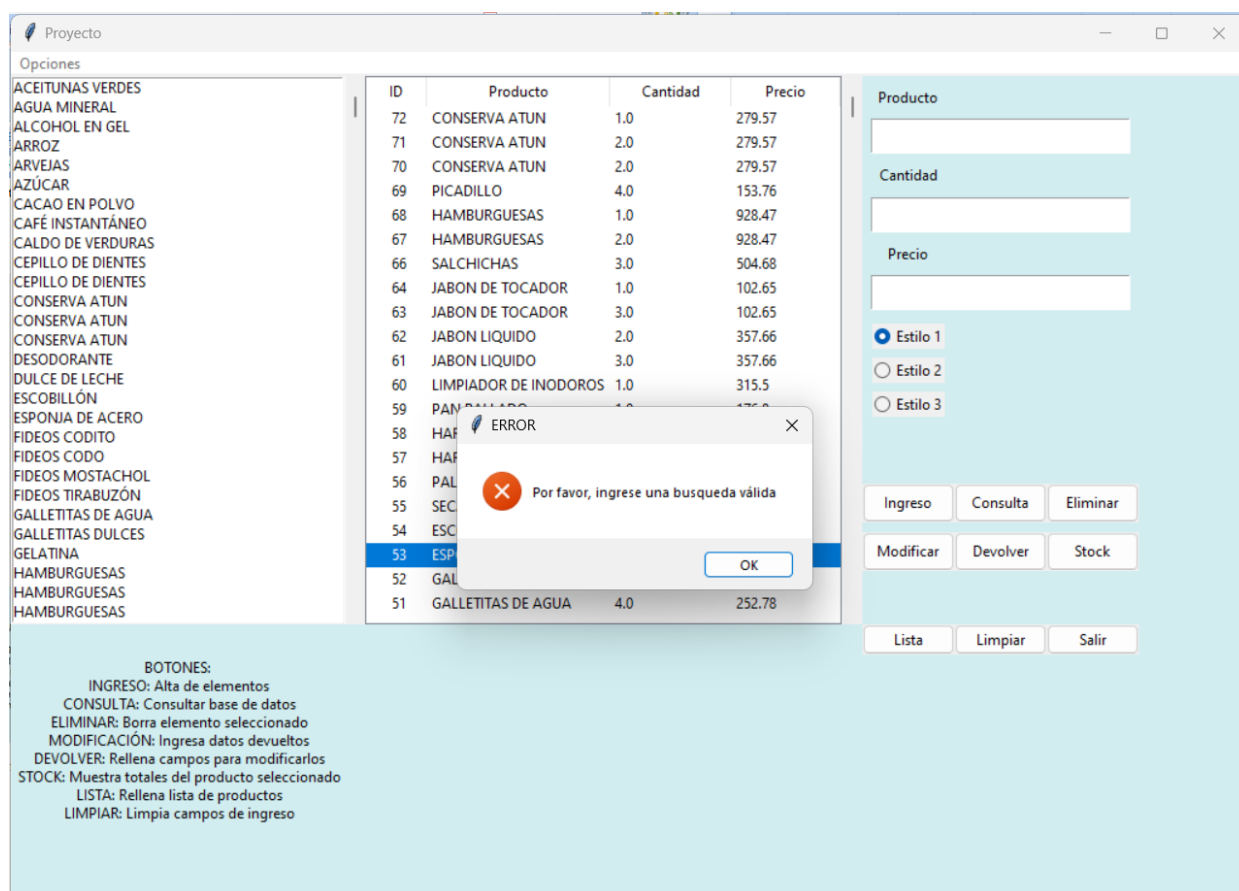 Proyecto
Opciones
ACEITUNAS VERDES
AGUA MINERAL
ALCOHOL EN GEL
ARROZ
ARVEJAS
AZÚCAR
CACAO EN POLVO
CAFÉ INSTANTÁNEO
CALDO DE VERDURAS
CEPILLO DE DIENTES
CEPILLO DE DIENTES
CONSERVA ATUN
CONSERVA ATUN
CONSERVA ATUN
DESODORANTE
DULCE DE LECHE
ESCOBILLÓN
ESPONJA DE ACERO
FIDEOS CODITO
FIDEOS CODO
FIDEOS MOSTACHOL
FIDEOS TIRABUZÓN
GALLETITAS DE AGUA
GALLETITAS DULCES
GELATINA
HAMBURGUESAS
HAMBURGUESAS
HAMBURGUESAS
ID Producto Cantidad Precio
72 CONSERVA ATUN 1.0 279.57
71 CONSERVA ATUN 2.0 279.57
70 CONSERVA ATUN 2.0 279.57
69 PICADILLO 4.0 153.76
68 HAMBURGUESAS 1.0 928.47
67 HAMBURGUESAS 2.0 928.47
66 SALCHICHAS 3.0 504.68
64 JABON DE TOCADOR 1.0 102.65
63 JABON DE TOCADOR 3.0 102.65
62 JABON LIQUIDO 2.0 357.66
61 JABON LIQUIDO 3.0 357.66
60 LIMPIADOR DE INODOROS 1.0 315.5
59 PAN
58 HAR
57 HAR
56 PAL
55 SEC
54 ESC
53 ESP
52 GAL
51 GALLETITAS DE AGUA 4.0 252.78
ERROR
Por favor, ingrese una busqueda válida
OK
Producto
Cantidad
Precio
Estilo 1
Estilo 2
Estilo 3
Ingreso Consulta Eliminar
Modificar Devolver Stock
Lista Limpiar Salir
BOTONES:
INGRESO: Alta de elementos
CONSULTA: Consultar base de datos
ELIMINAR: Borra elemento seleccionado
MODIFICACIÓN: Ingresa datos devueltos
DEVOLVER: Rellena campos para modificarlos
STOCK: Muestra totales del producto seleccionado
LISTA: Rellena lista de productos
LIMPIAR: Limpia campos de ingreso